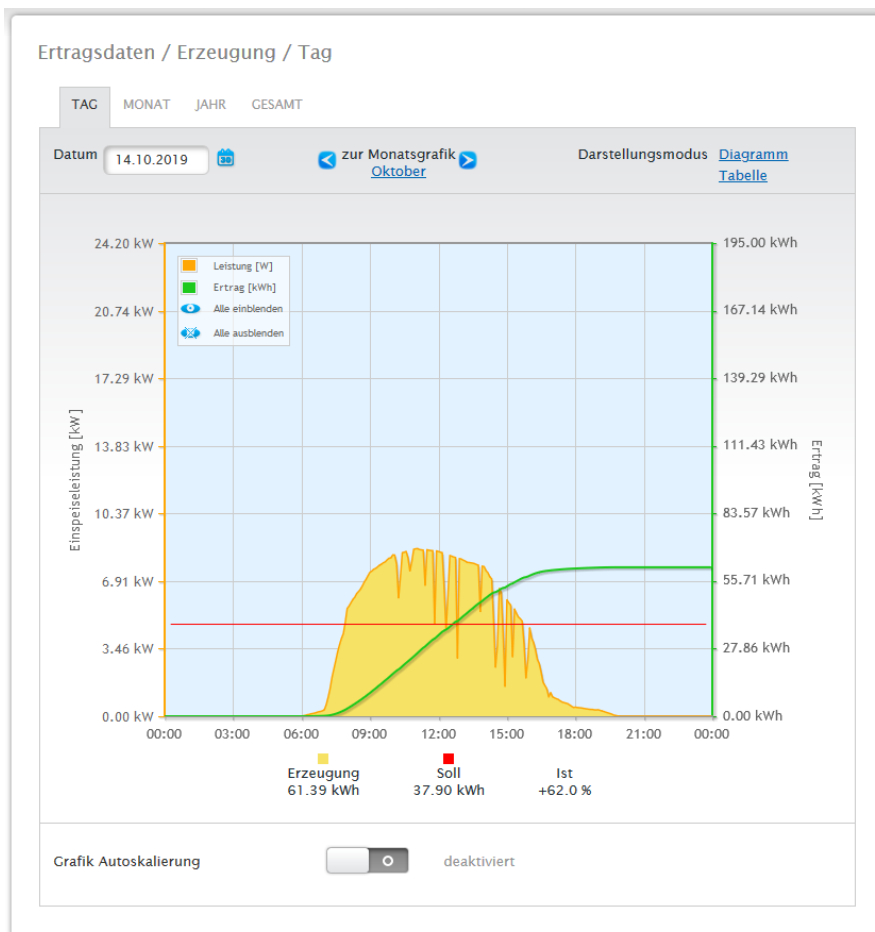 Ertragsdaten / Erzeugung / Tag
TAG MONAT JAHR GESAMT
Datum 14.10.2019 30 zur Monatsgrafik Darstellungsmodus Diagramm
Oktober Tabelle
24.20 kW 195.00 kWh
Leistung [W]
Ertrag [kWh]
20.74 kW 167.14 kWh
Alle einblenden
Alle ausblenden
17.29 kW 139.29 kWh
13.83 kW 111.43 kWh
Einspeiseleistung [kW]
Ertrag [kWh]
10.37 kW 83.57 kWh
6.91 kW 55.71 kWh
3.46 kW 27.86 kWh
0.00 kW 0.00 kWh
00:00 03:00 06:00 09:00 12:00 15:00 18:00 21:00 00:00
Erzeugung Soll Ist
61.39 kWh 37.90 kWh +62.0 %
Grafik Autoskalierung deaktiviert